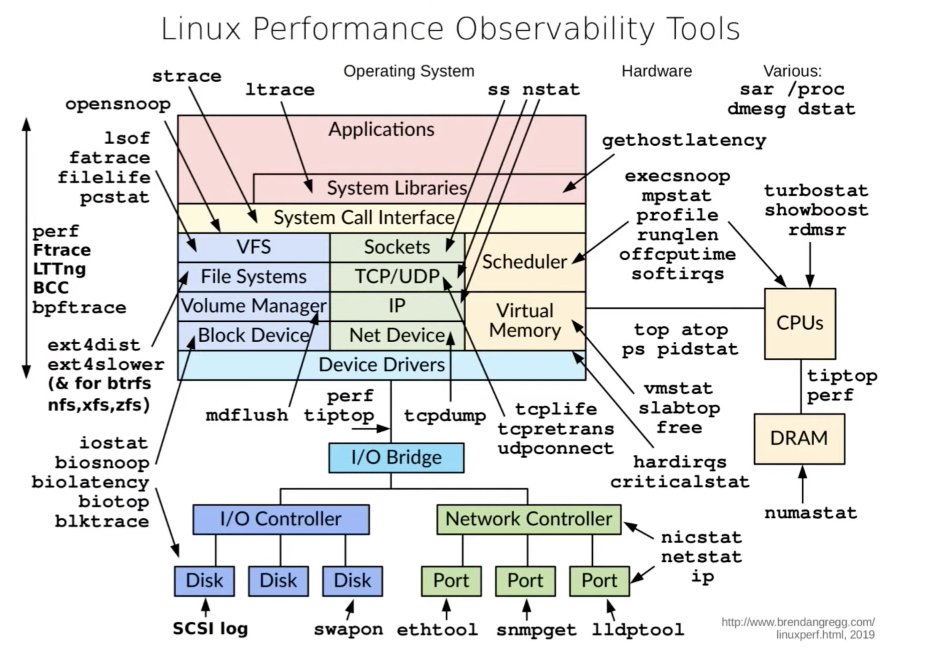 Linux Performance Observability Tools
Operating System
Hardware
Various:
sar /proc
dmesg dstat
strace
ltrace
ss nstat
opensnoop
Applications
gethostlatency
lsof
fatrace
filelife
pcstat
System Libraries
execsnoop
mpstat
profile
runqlen
offcputime
softirqs
turbostat
showboost
rdmsr
System Call Interface
perf
Ftrace
LTTng
BCC
bpftrace
VFS
Sockets
Scheduler
File Systems
TCP/UDP
Volume Manager
IP
Virtual
Memory
Block Device
Net Device
Device Drivers
CPUs
top atop
ps pidstat
ext4dist
ext4slower
(& for btrfs
nfs,xfs,zfs)
tiptop
perf
mdflush
perf
tiptop
tcpdump
tcplife
tcpretrans
udpconnect
vmstat
slabtop
free
DRAM
hardirqs
criticalstat
iostat
biosnoop
biolatency
biotop
blktrace
I/O Bridge
numastat
I/O Controller
Network Controller
nicstat
netstat
ip
Disk
Disk
Disk
Port
Port
Port
SCSI log
swapon
ethtool
snmpget
lldptool
http://www.brendangregg.com/
linuxperf.html, 2019